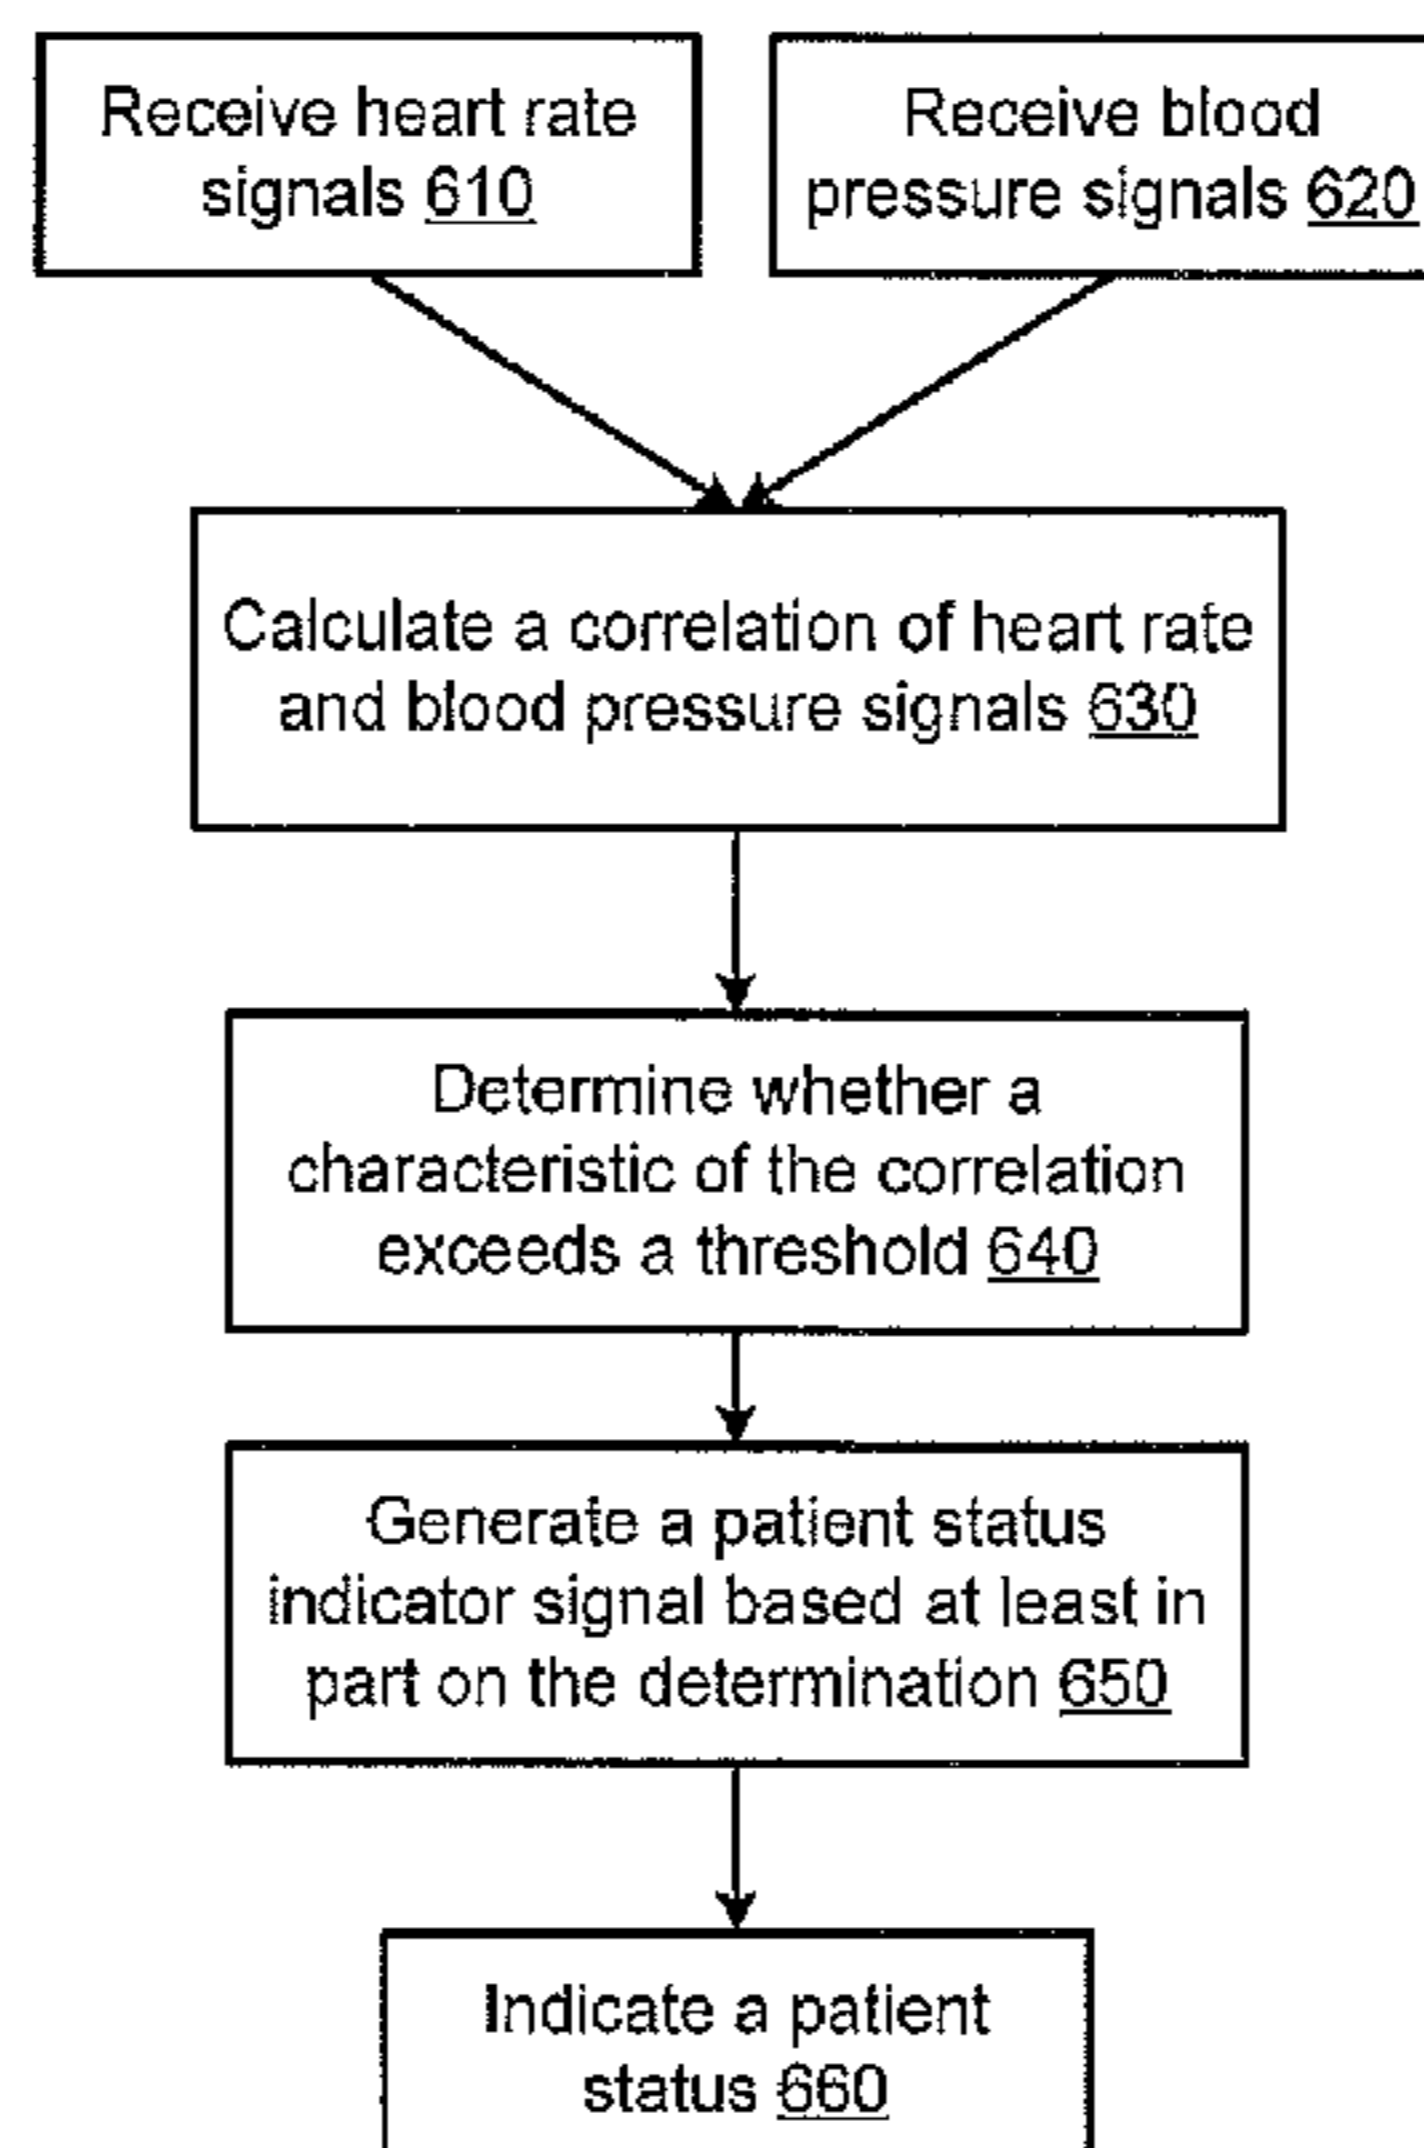 Receive heart rate
signals 610
Receive blood
pressure signals 620
Calculate a correlation of heart rate
and blood pressure signals 630
Determine whether a
characteristic of the correlation
exceeds a threshold 640
Generate a patient status
indicator signal based at least in
part on the determination 650
Indicate a patient
status 660